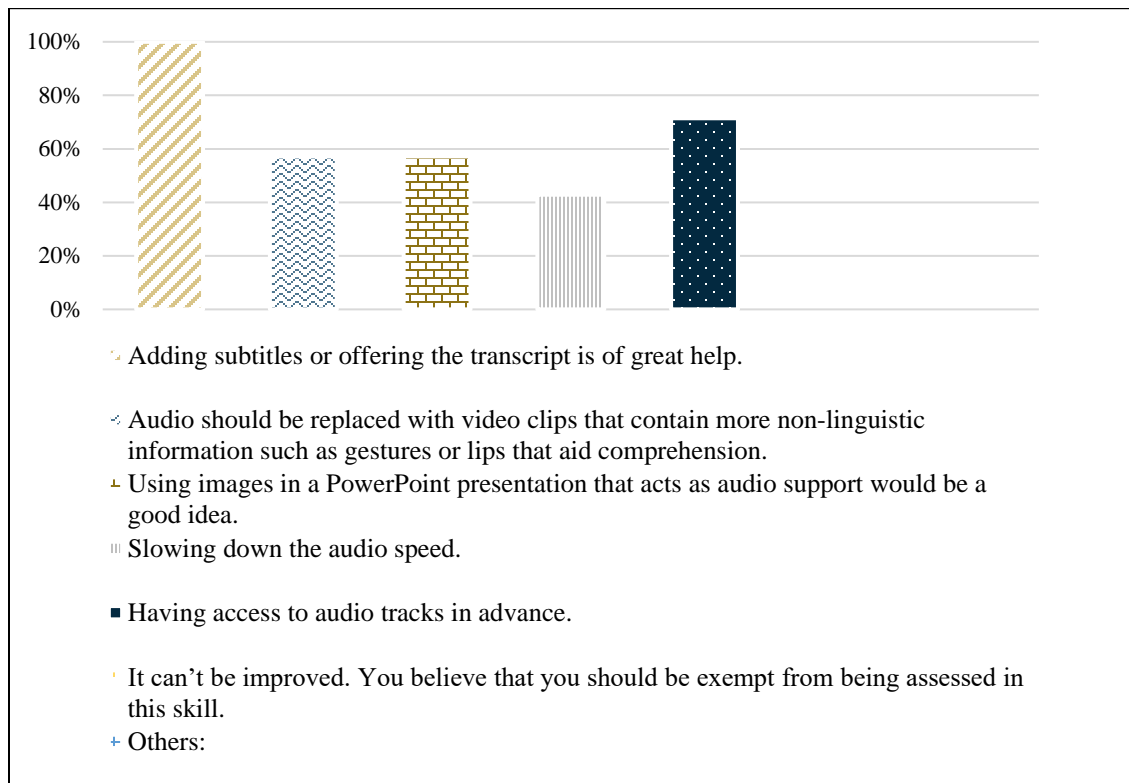 100%
80%
60%
40%
20%
0%
Adding subtitles or offering the transcript is of great help.
Audio should be replaced with video clips that contain more non-linguistic
information such as gestures or lips that aid comprehension.
Using images in a PowerPoint presentation that acts as audio support would be a
good idea.
Slowing down the audio speed.
Having access to audio tracks in advance.
It can’t be improved. You believe that you should be exempt from being assessed in
this skill.
Others: